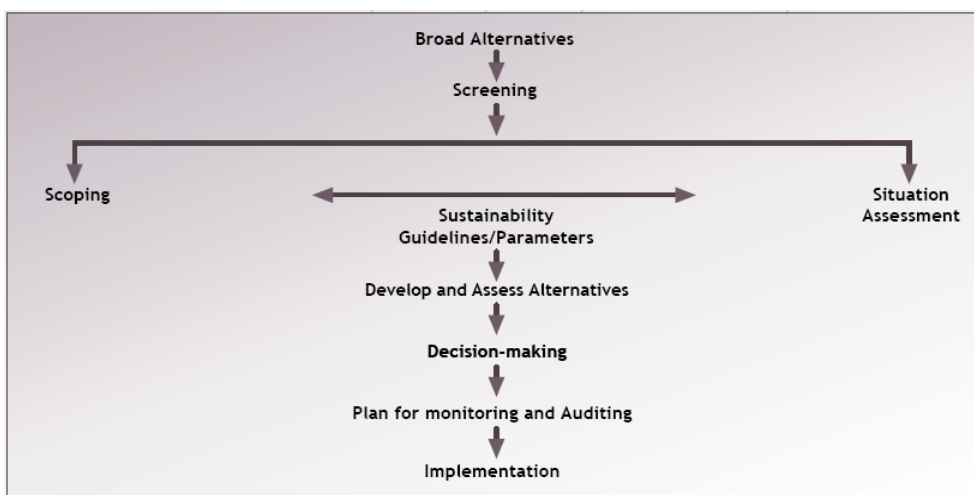 Broad Alternatives
Screening
Scoping
Situation
Assessment
Sustainability
Guidelines/Parameters
Develop and Assess Alternatives
Decision-making
Plan for monitoring and Auditing
Implementation